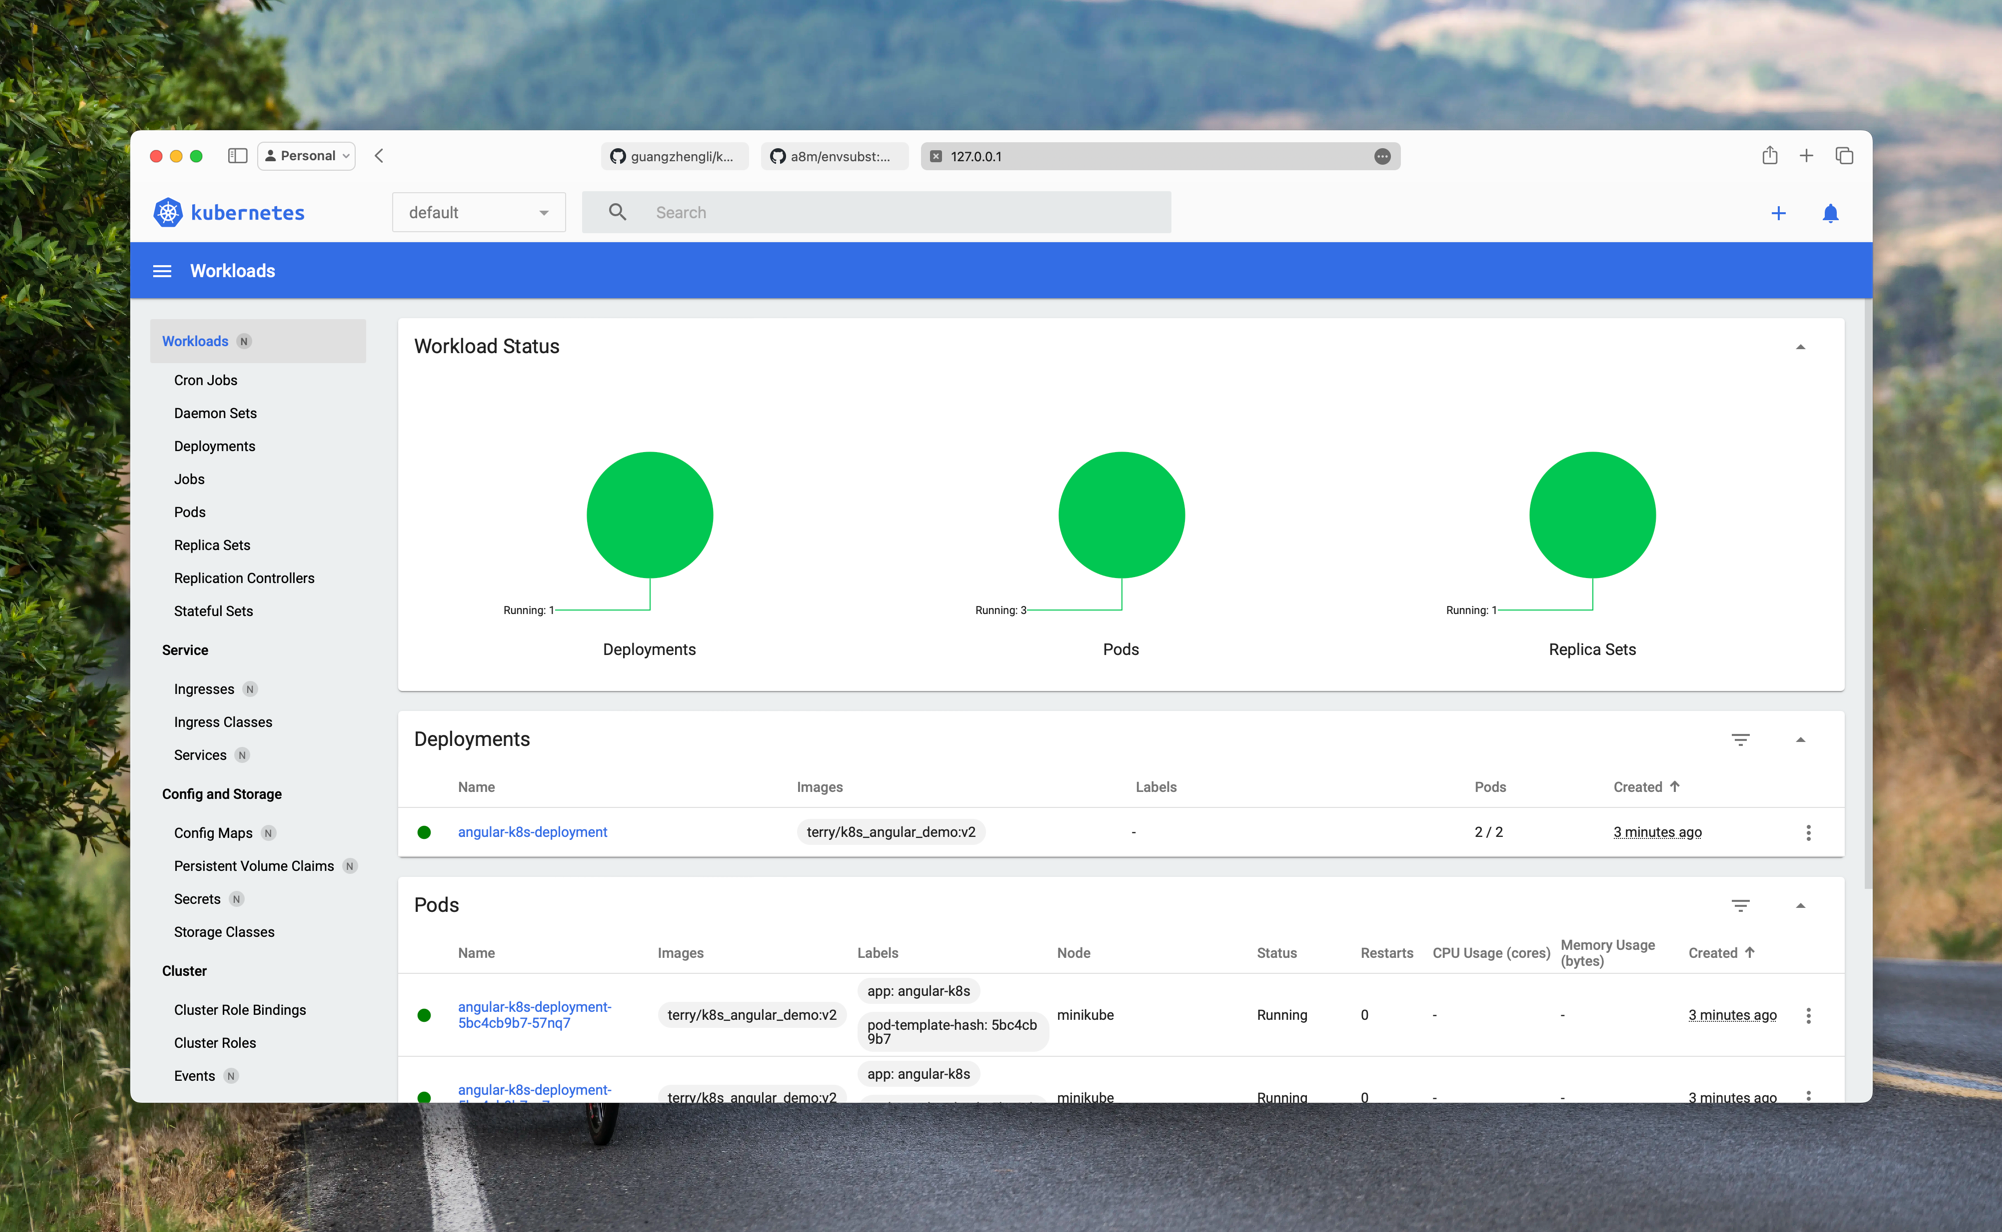 Personal
guangzhengli/k...
a8m/envsubst:...
127.0.0.1
kubernetes
default
Search
Workloads
Workloads N
Cron Jobs
Daemon Sets
Deployments
Jobs
Pods
Replica Sets
Replication Controllers
Stateful Sets
Service
Ingresses N
Ingress Classes
Services N
Config and Storage
Config Maps N
Persistent Volume Claims N
Secrets N
Storage Classes
Cluster
Cluster Role Bindings
Cluster Roles
Events N
Workload Status
Running: 1
Deployments
Running: 3
Pods
Running: 1
Replica Sets
Deployments
Name Images Labels Pods Created
angular-k8s-deployment terry/k8s_angular_demo:v2 - 2 / 2 3 minutes ago
Pods
Name Images Labels Node Status Restarts CPU Usage (cores) Memory Usage
(bytes) Created
app: angular-k8s
angular-k8s-deployment-
5bc4cb9b7-57nq7 terry/k8s_angular_demo:v2 pod-template-hash: 5bc4cb
9b7 minikube Running 0 - - 3 minutes ago
app: angular-k8s
angular-k8s-deployment- terry/k8s_angular_demo:v2 minikube Running 0 - - 3 minutes ago